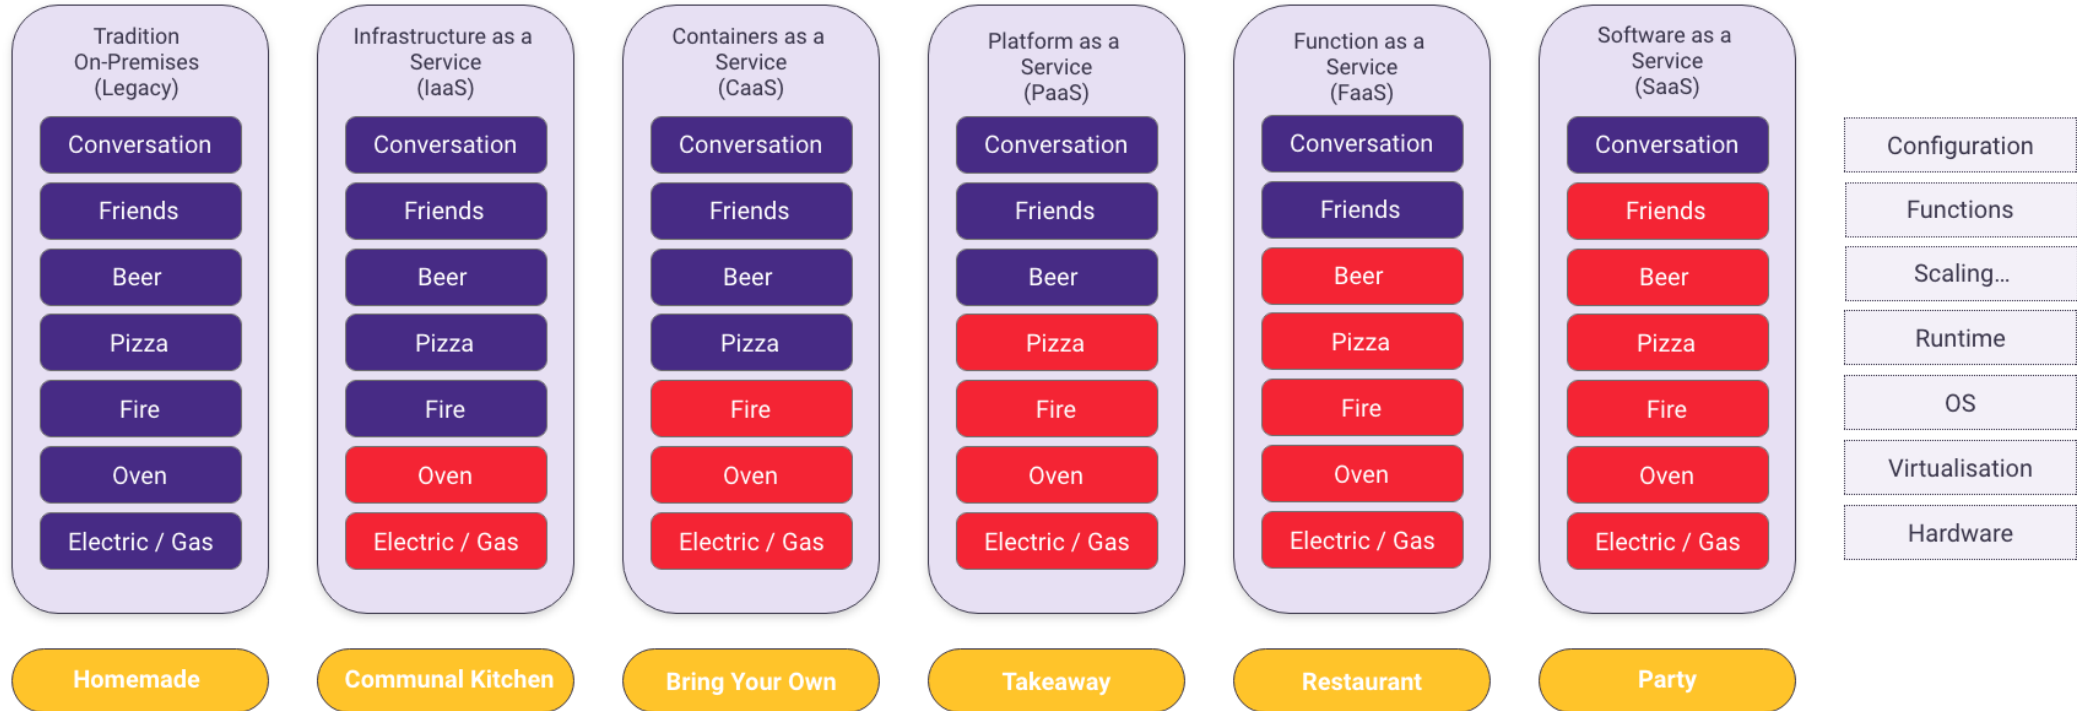 Tradition
On-Premises
(Legacy)
Conversation
Friends
Beer
Pizza
Fire
Oven
Electric / Gas
Homemade
Infrastructure as a
Service
(IaaS)
Conversation
Friends
Beer
Pizza
Fire
Oven
Electric / Gas
Communal Kitchen
Containers as a
Service
(CaaS)
Conversation
Friends
Beer
Pizza
Fire
Oven
Electric / Gas
Bring Your Own
Platform as a
Service
(PaaS)
Conversation
Friends
Beer
Pizza
Fire
Oven
Electric / Gas
Takeaway
Function as a
Service
(FaaS)
Conversation
Friends
Beer
Pizza
Fire
Oven
Electric / Gas
Restaurant
Software as a
Service
(SaaS)
Conversation
Friends
Beer
Pizza
Fire
Oven
Electric / Gas
Party
Configuration
Functions
Scaling...
Runtime
OS
Virtualisation
Hardware